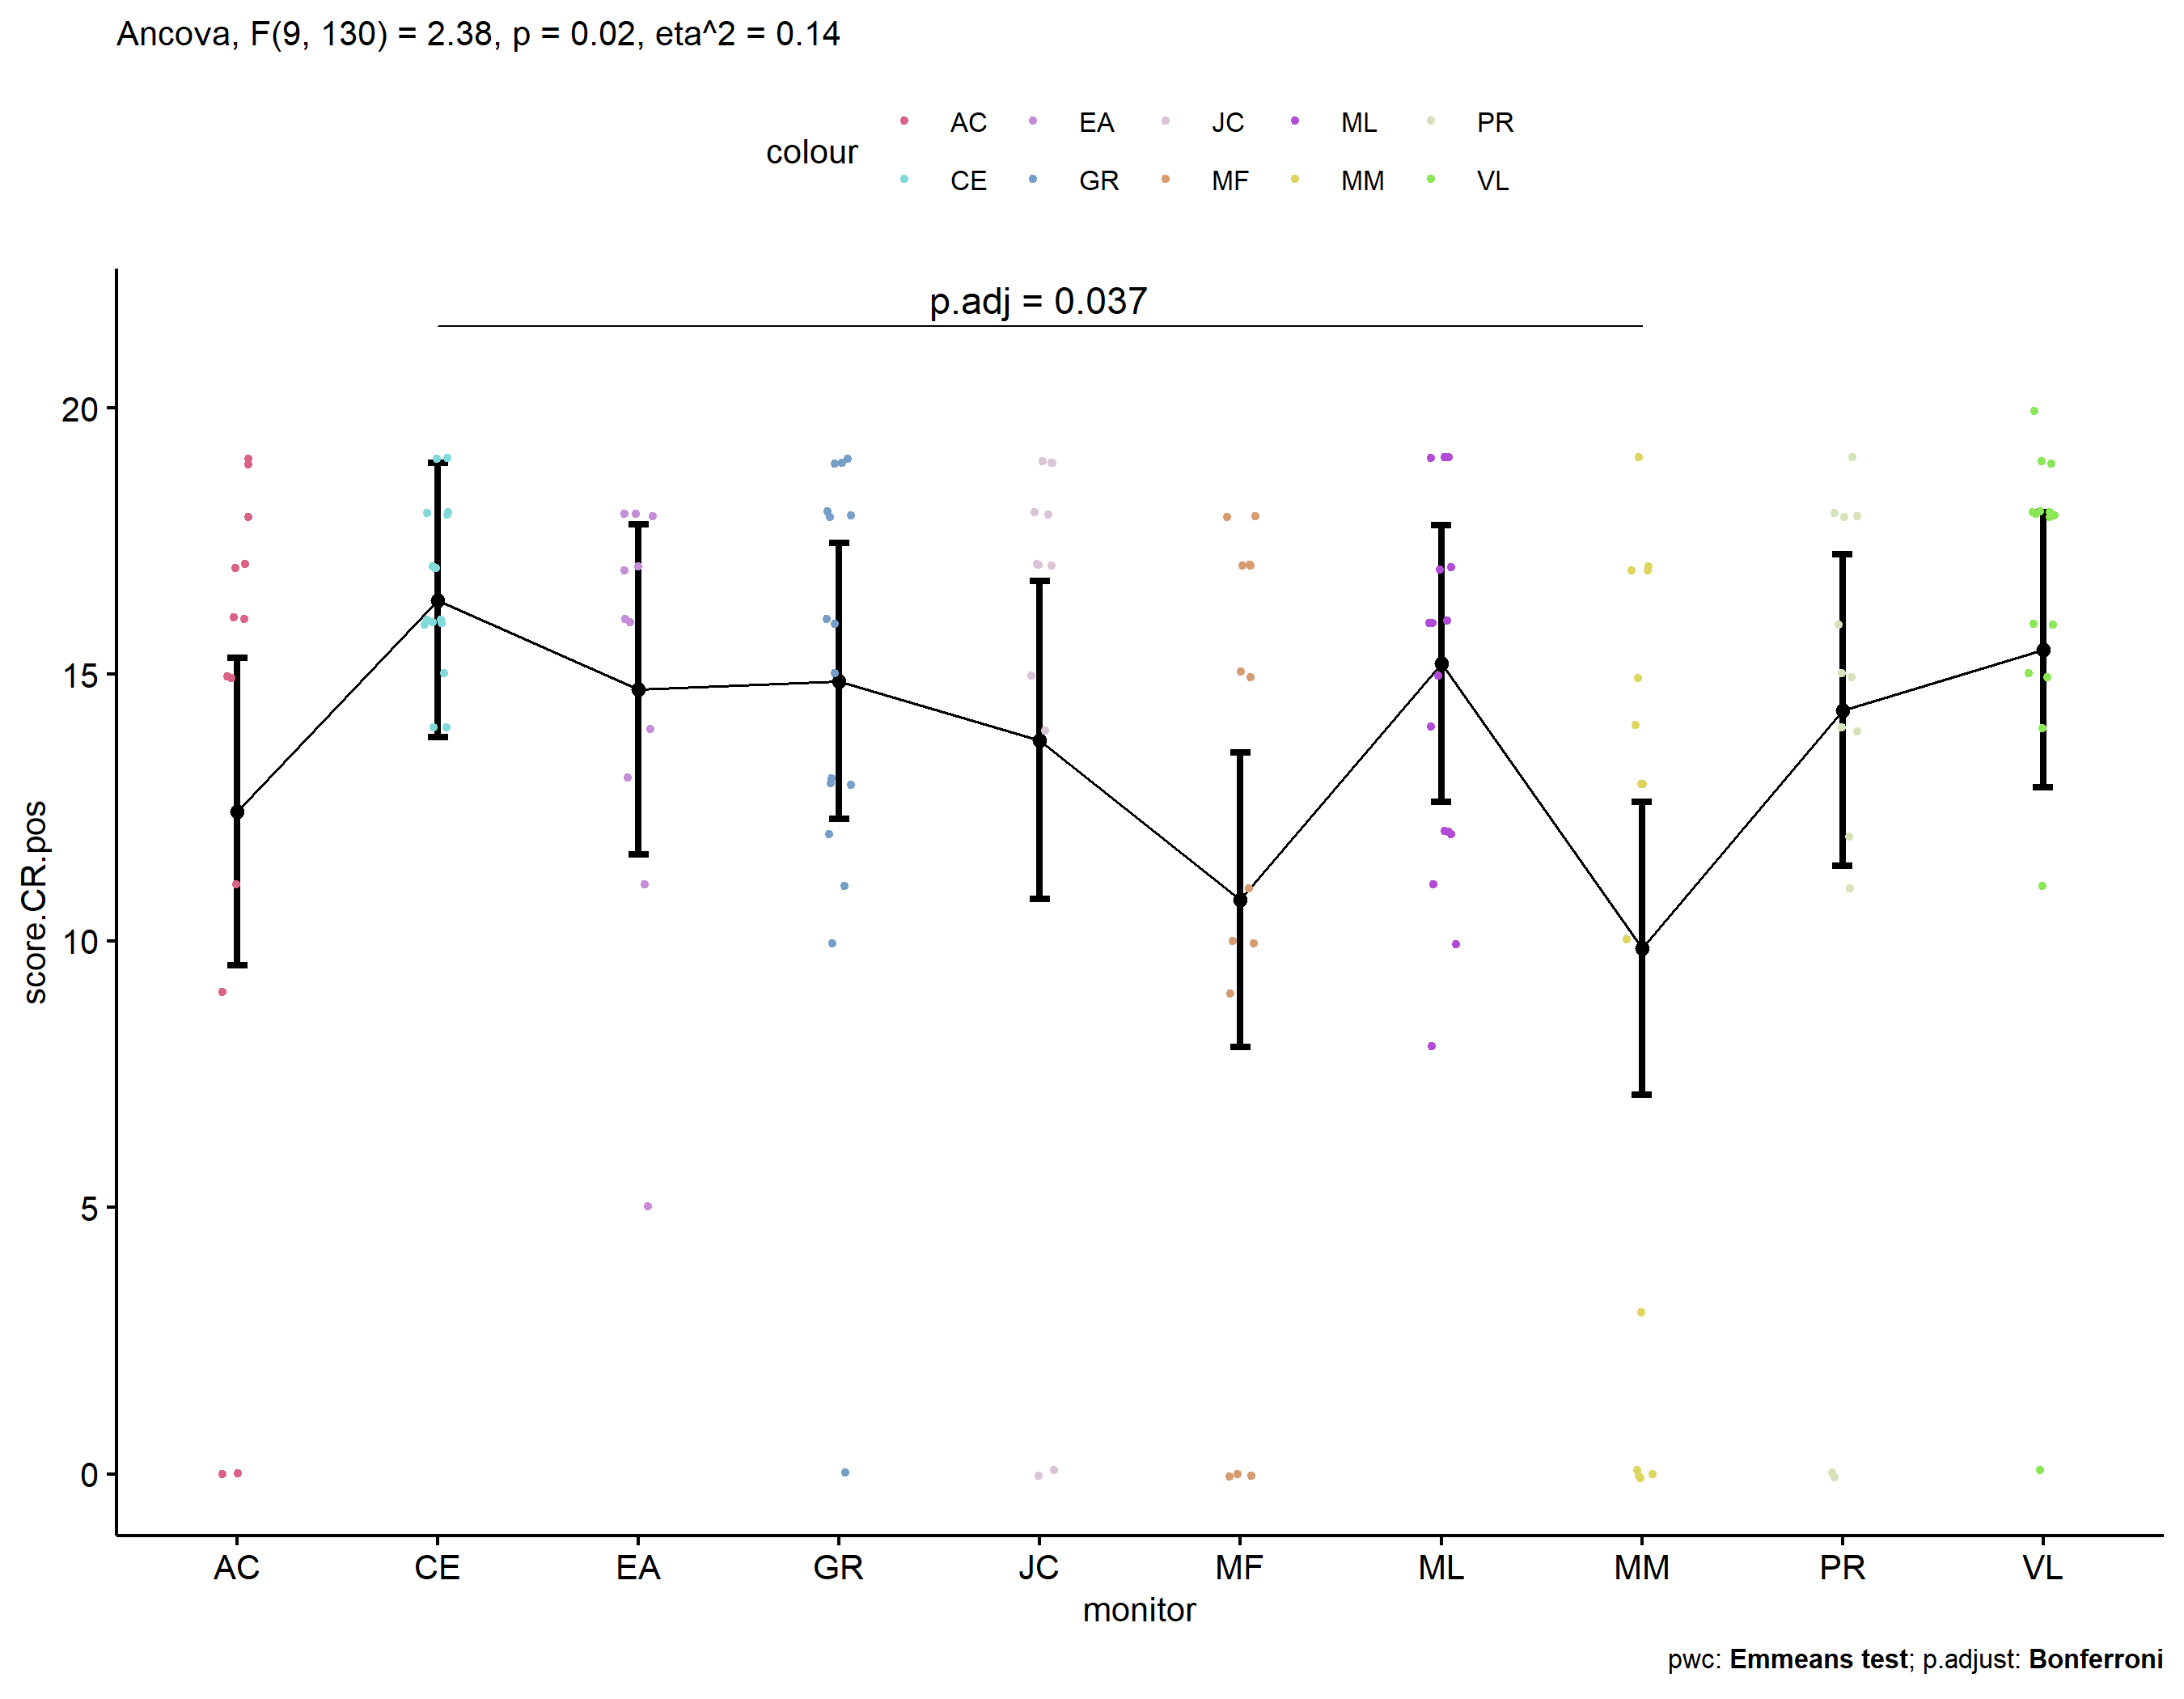 Ancova, F(9, 130) = 2.38, p = 0.02, eta^2 = 0.14
colour
AC EA JC ML PR
CE GR MF MM VL
p.adj = 0.037
20
15
10
5
0
score.CR.pos
AC CE EA GR JC MF ML MM PR VL
monitor
pwc: Emmeans test; p.adjust: Bonferroni